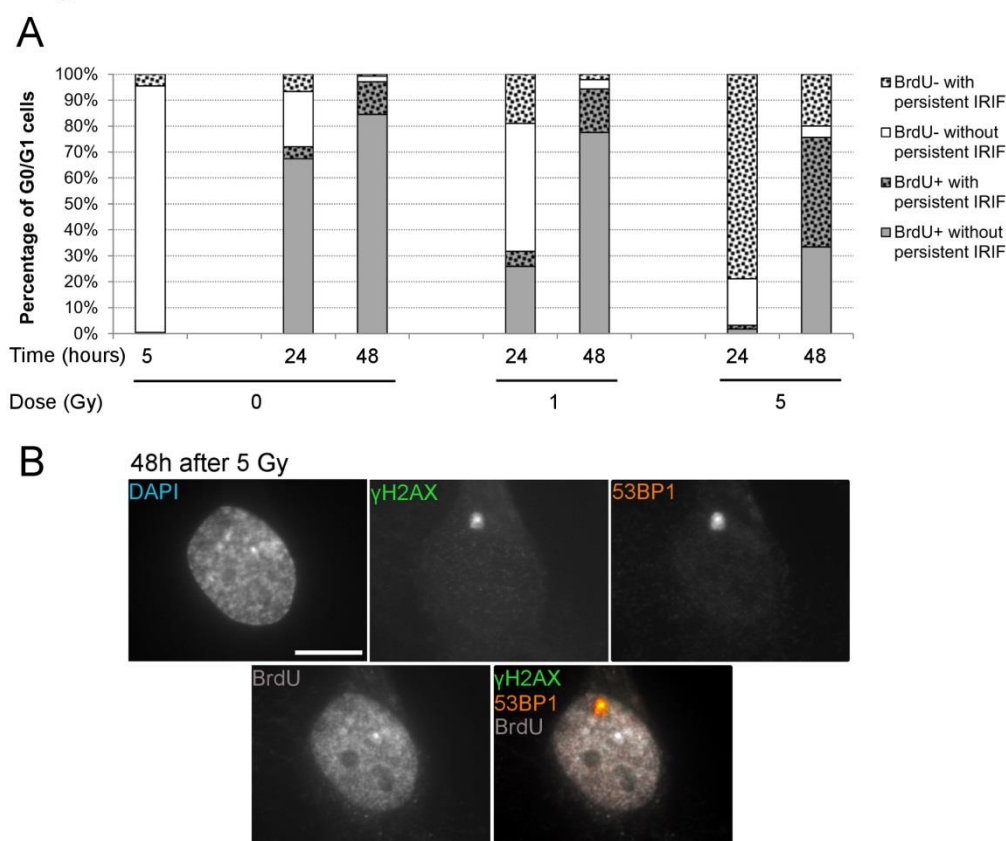 A
100%
90%
80%
70%
60%
50%
40%
30%
20%
10%
0%
Percentage of G0/G1 cells
BrdU- with
persistent IRIF
BrdU- without
persistent IRIF
BrdU+ with
persistent IRIF
BrdU+ without
persistent IRIF
Time (hours) 5 24 48 24 48 24 48
Dose (Gy) 0 1 5
B
48h after 5 Gy
DAPI
γH2AX
53BP1
BrdU
γH2AX
53BP1
BrdU